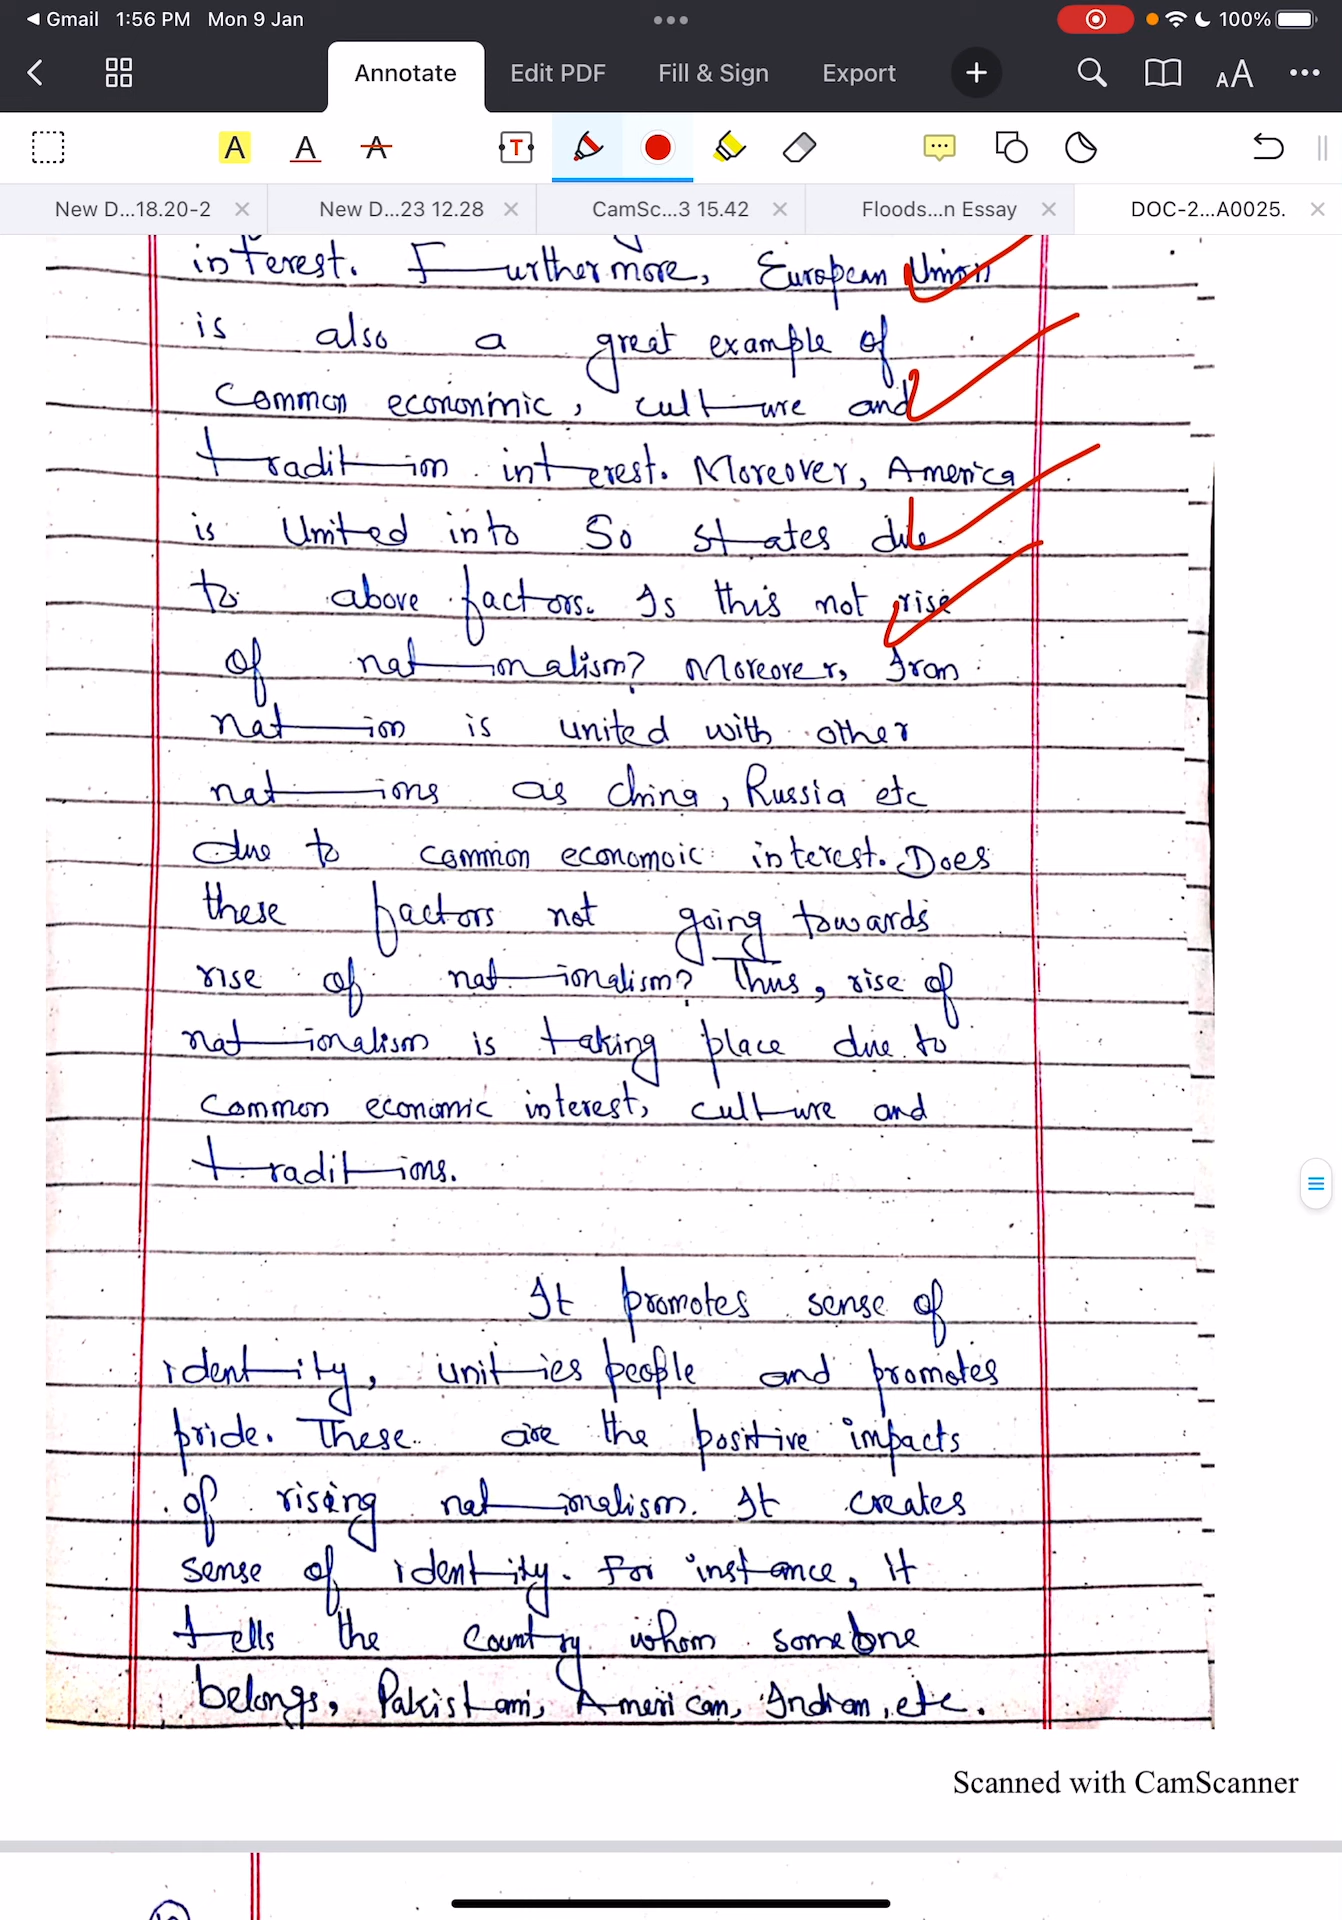 Gmail 1:56 PM Mon 9 Jan 100%
Annotate Edit PDF Fill & Sign Export
New D...18.20-2 New D...23 12.28 CamSc...3 15.42 Floods...n Essay DOC-2...A0025.
interest. Furthermore, European Union
is also a great example of
Common econonmic, culture and
tradition interest. Moreover, America
is United into 50 states due
to above factors. Is this not rise
of nationalism? Moreover, Iran
nation is united with other
nations as china, Russia etc
due to common economoic interest. Does
these factors not going towards
rise of nationalism? Thus, rise of
nationalism is taking place due to
common economic interest, culture and
traditions.
It promotes sense of
identity, unities people and promotes
pride. These are the positive impacts
of rising nationalism. It creates
sense of identity. For instance, it
tells the country whom someone
belongs, Pakistani, American, Indian, etc.
Scanned with CamScanner